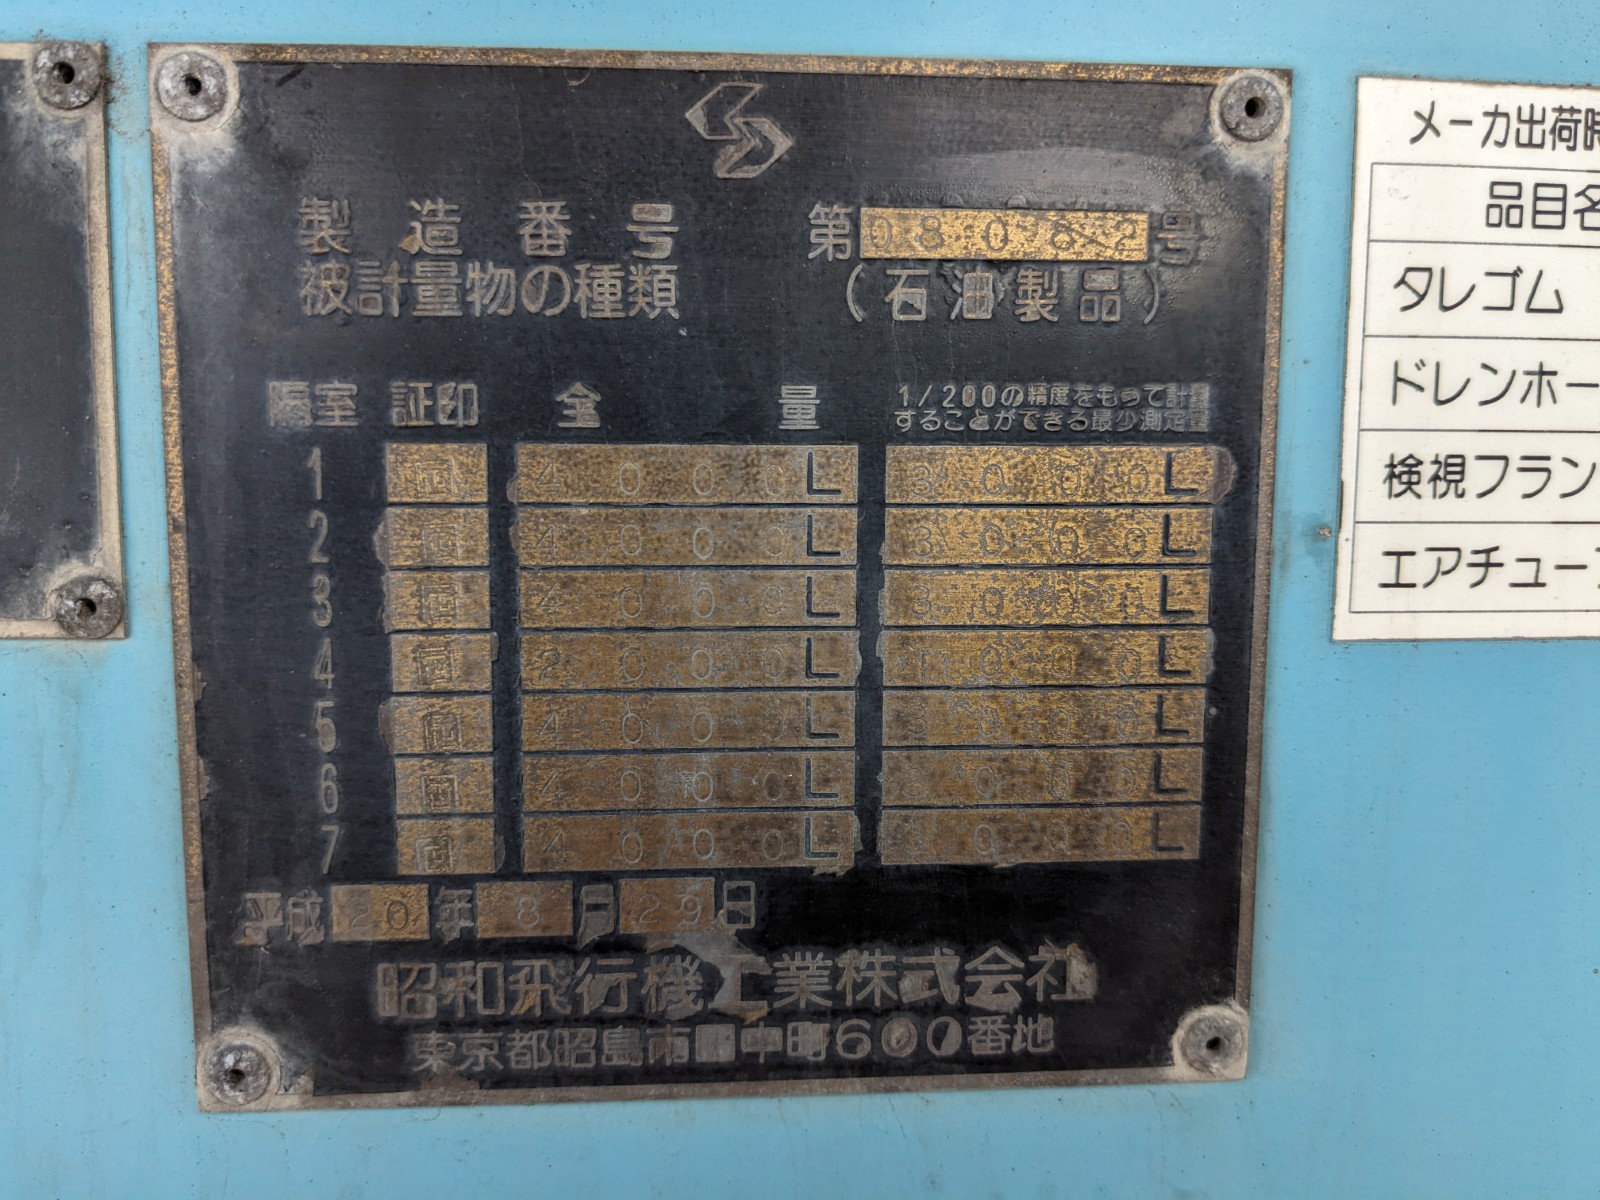 製造番号 第08082号
被計量物の種類 (石油製品)
隔室 証印 全量 1/200の精度をもって計量
することができる最少測定量
1 4000L 3000L
2 4000L 3000L
3 4000L 3000L
4 2000L 1000L
5 4000L 3000L
6 4000L 3000L
7 4000L 3000L
平成20年8月29日
昭和飛行機工業株式会社
東京都昭島市田中町600番地
メーカ出荷時
品目名
タレゴム
ドレンホー
検視フラン
エアチュー